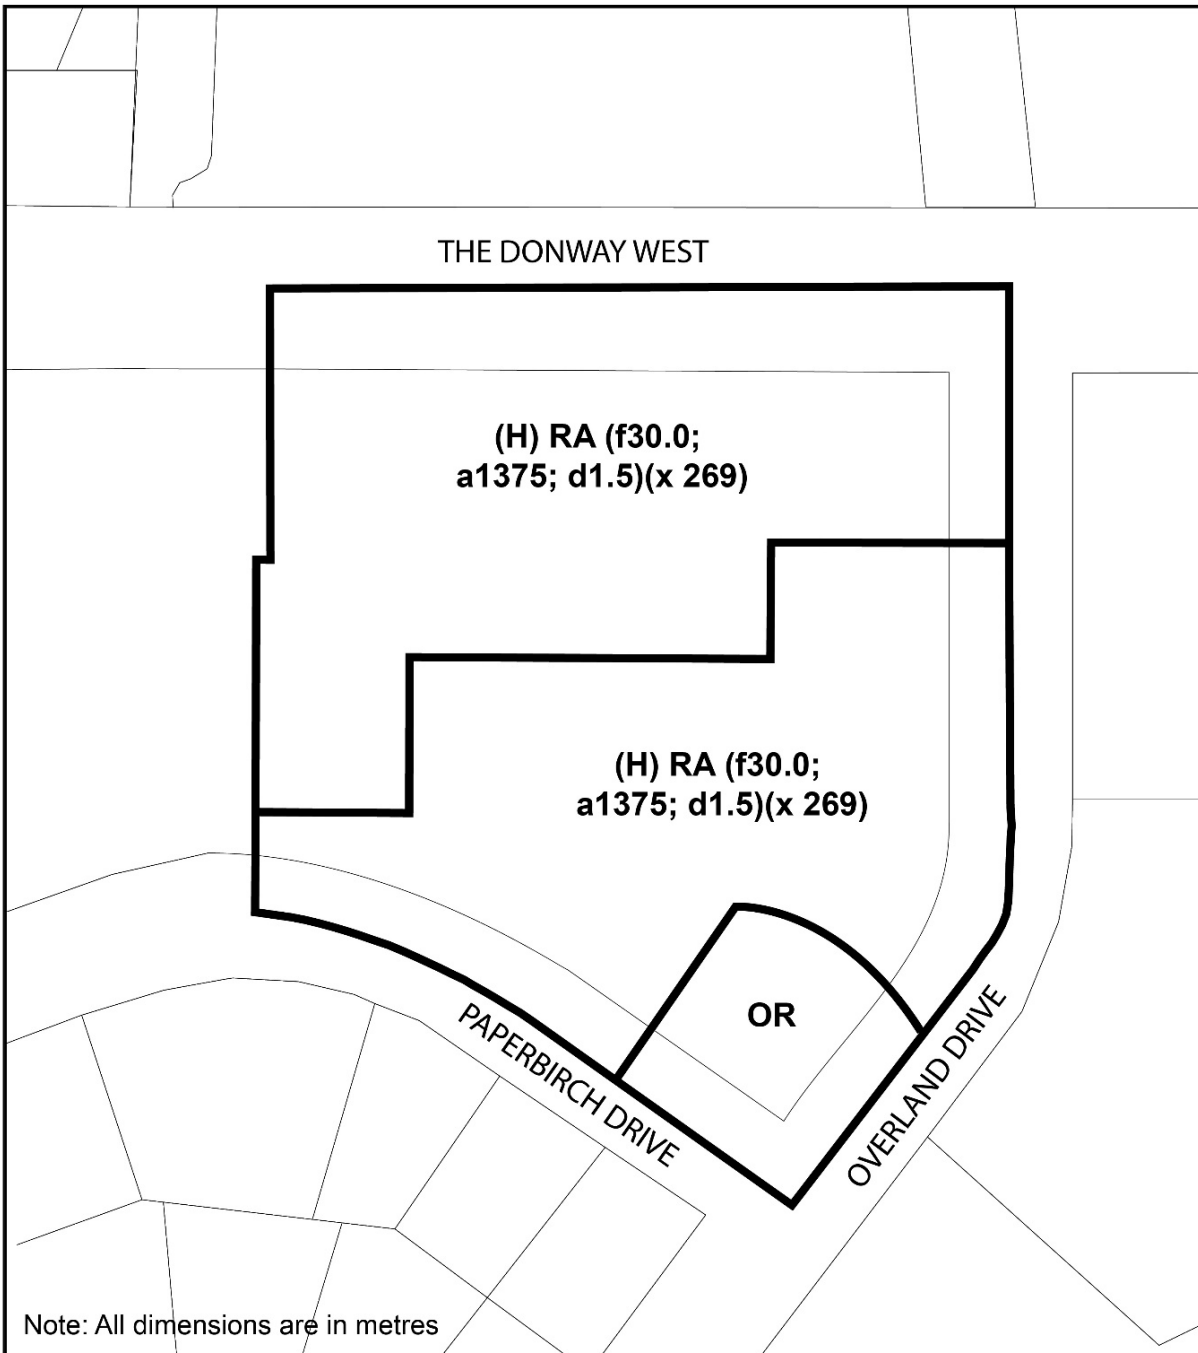 THE DONWAY WEST
(H) RA (f30.0;
a1375; d1.5)(x 269)
(H) RA (f30.0;
a1375; d1.5)(x 269)
OR
PAPERBIRCH DRIVE
OVERLAND DRIVE
Note: All dimensions are in metres